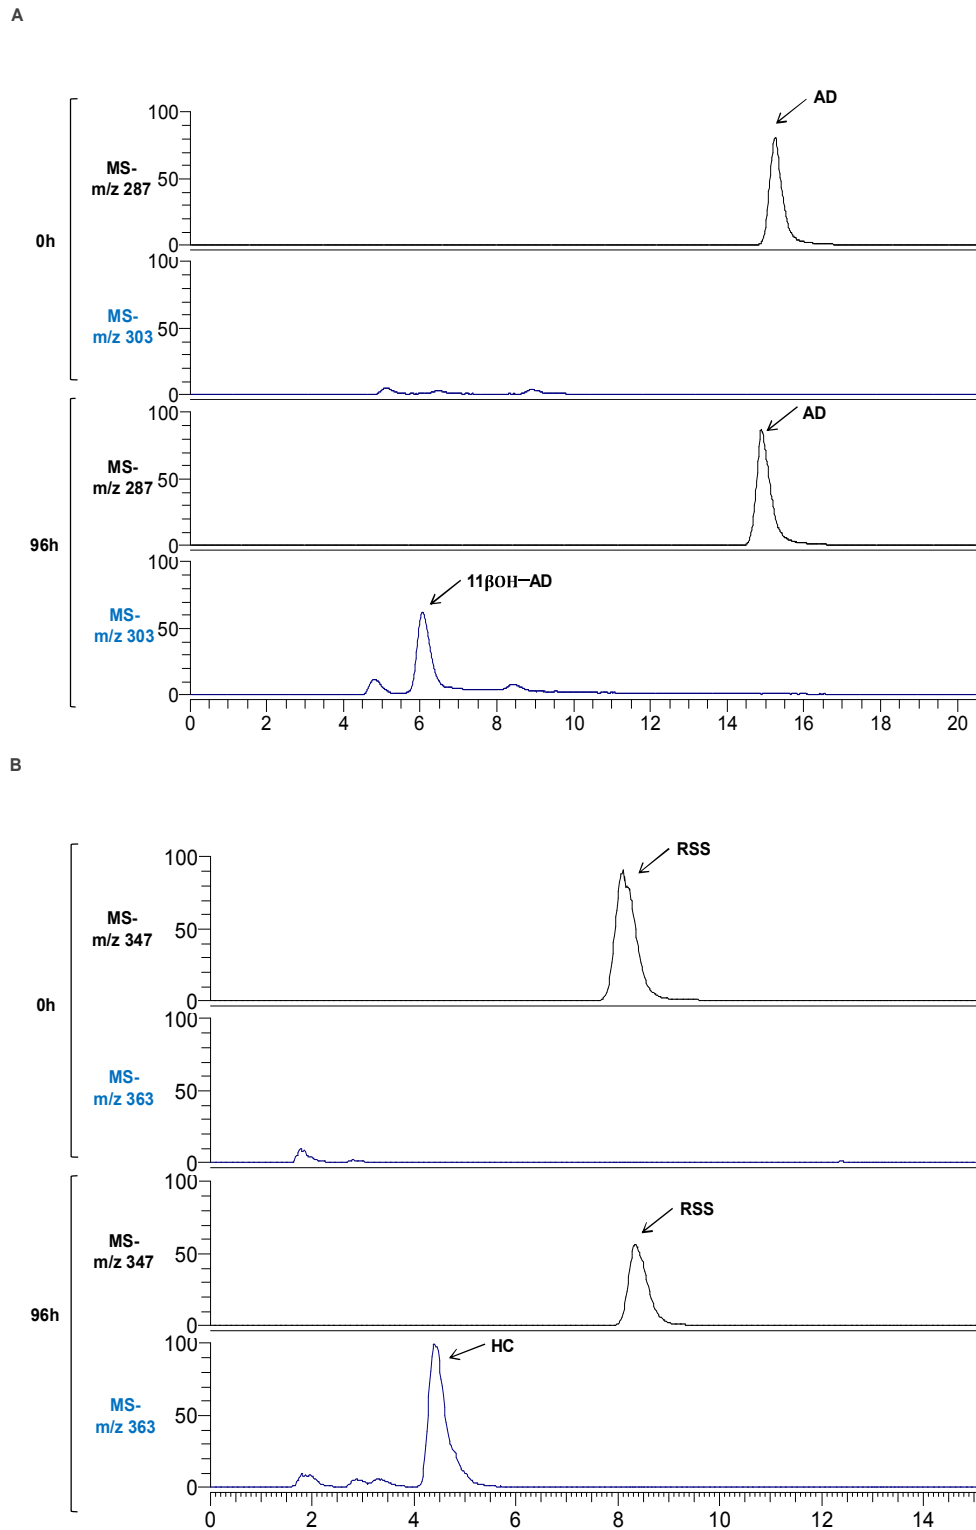 A
AD
100
MS-
m/z 287
50
0h
0
100
MS-
m/z 303
50
0
AD
100
MS-
m/z 287
50
96h
0
100
11βOH–AD
MS-
m/z 303
50
0
0 2 4 6 8 10 12 14 16 18 20
B
RSS
100
MS-
m/z 347
50
0h
0
100
MS-
m/z 363
50
0
RSS
100
MS-
m/z 347
50
96h
0
100
HC
MS-
m/z 363
50
0
0 2 4 6 8 10 12 14